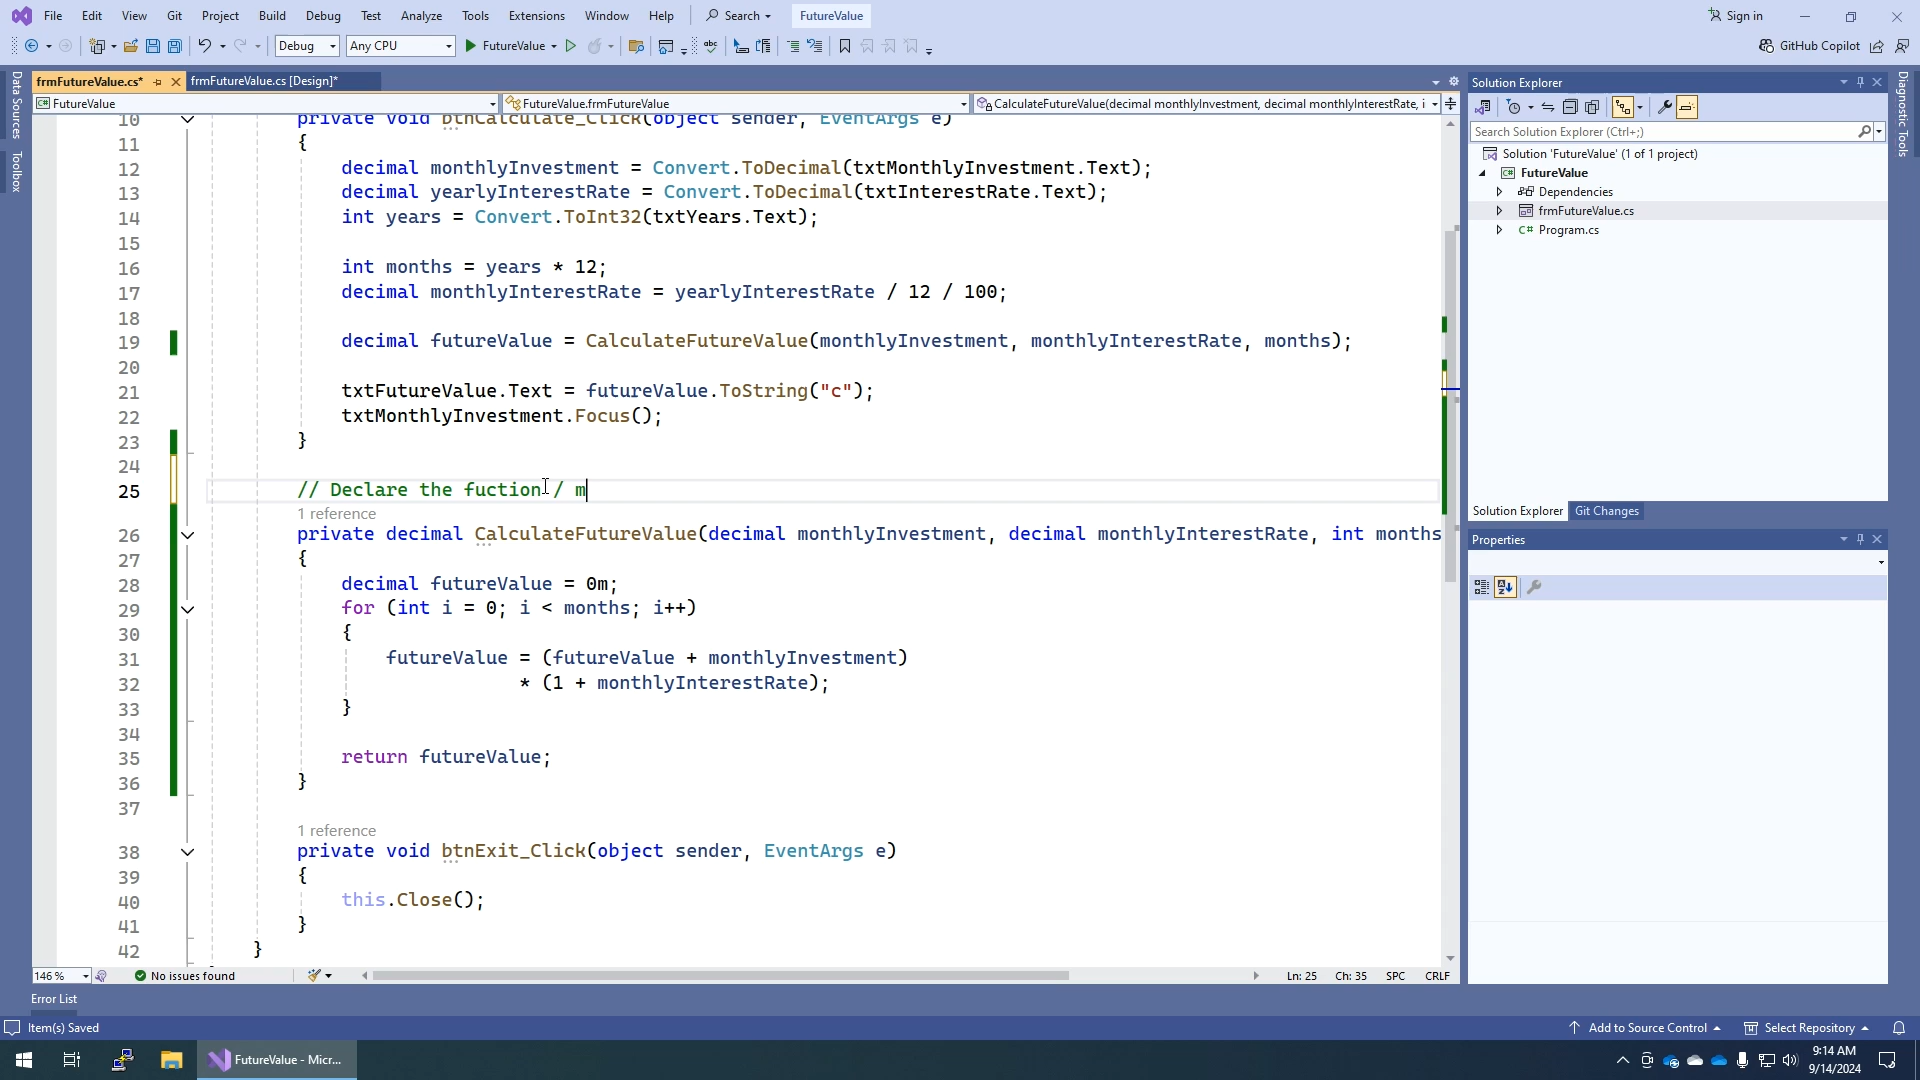 File Edit View Git Project Build Debug Test Analyze Tools Extensions Window Help Search FutureValue Sign in
Debug Any CPU FutureValue GitHub Copilot
frmFutureValue.cs* frmFutureValue.cs [Design]*
FutureValue FutureValue.frmFutureValue CalculateFutureValue(decimal monthlyInvestment, decimal monthlyInterestRate, i
Data Sources
Toolbox
10 private void btnCalculate_Click(object sender, EventArgs e)
11 {
12 decimal monthlyInvestment = Convert.ToDecimal(txtMonthlyInvestment.Text);
13 decimal yearlyInterestRate = Convert.ToDecimal(txtInterestRate.Text);
14 int years = Convert.ToInt32(txtYears.Text);
15
16 int months = years * 12;
17 decimal monthlyInterestRate = yearlyInterestRate / 12 / 100;
18
19 decimal futureValue = CalculateFutureValue(monthlyInvestment, monthlyInterestRate, months);
20
21 txtFutureValue.Text = futureValue.ToString("c");
22 txtMonthlyInvestment.Focus();
23 }
24
25 // Declare the fuction / m
1 reference
26 private decimal CalculateFutureValue(decimal monthlyInvestment, decimal monthlyInterestRate, int months
27 {
28 decimal futureValue = 0m;
29 for (int i = 0; i < months; i++)
30 {
31 futureValue = (futureValue + monthlyInvestment)
32 * (1 + monthlyInterestRate);
33 }
34
35 return futureValue;
36 }
37
1 reference
38 private void btnExit_Click(object sender, EventArgs e)
39 {
40 this.Close();
41 }
42 }
146 % No issues found Ln: 25 Ch: 35 SPC CRLF
Solution Explorer
Search Solution Explorer (Ctrl+;)
Solution 'FutureValue' (1 of 1 project)
C# FutureValue
Dependencies
frmFutureValue.cs
C# Program.cs
Solution Explorer Git Changes
Properties
Diagnostic Tools
Error List
Item(s) Saved Add to Source Control Select Repository
FutureValue - Micr...
9:14 AM
9/14/2024